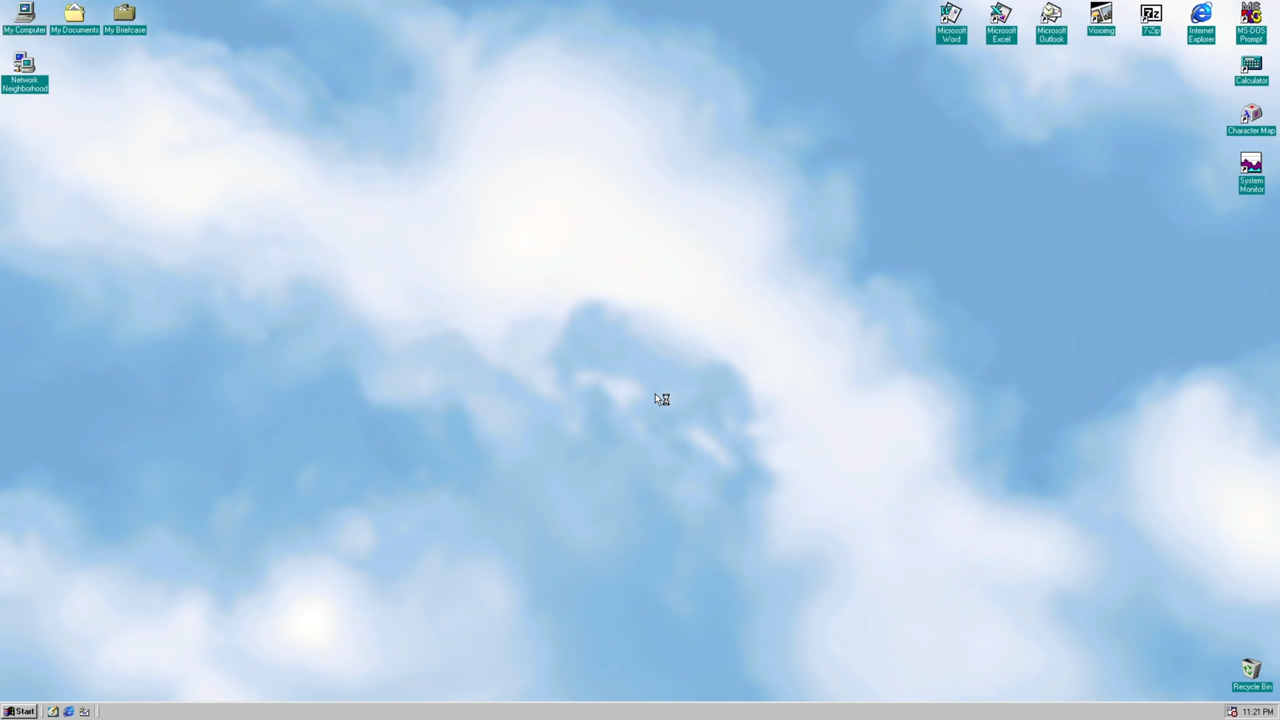 My Computer
My Documents
My Briefcase
Microsoft
Word
Microsoft
Excel
Microsoft
Outlook
Visioimg
7-Zip
Internet
Explorer
MS-DOS
Prompt
Network
Neighborhood
Calculator
Character Map
System
Monitor
Recycle Bin
Start
11:21 PM